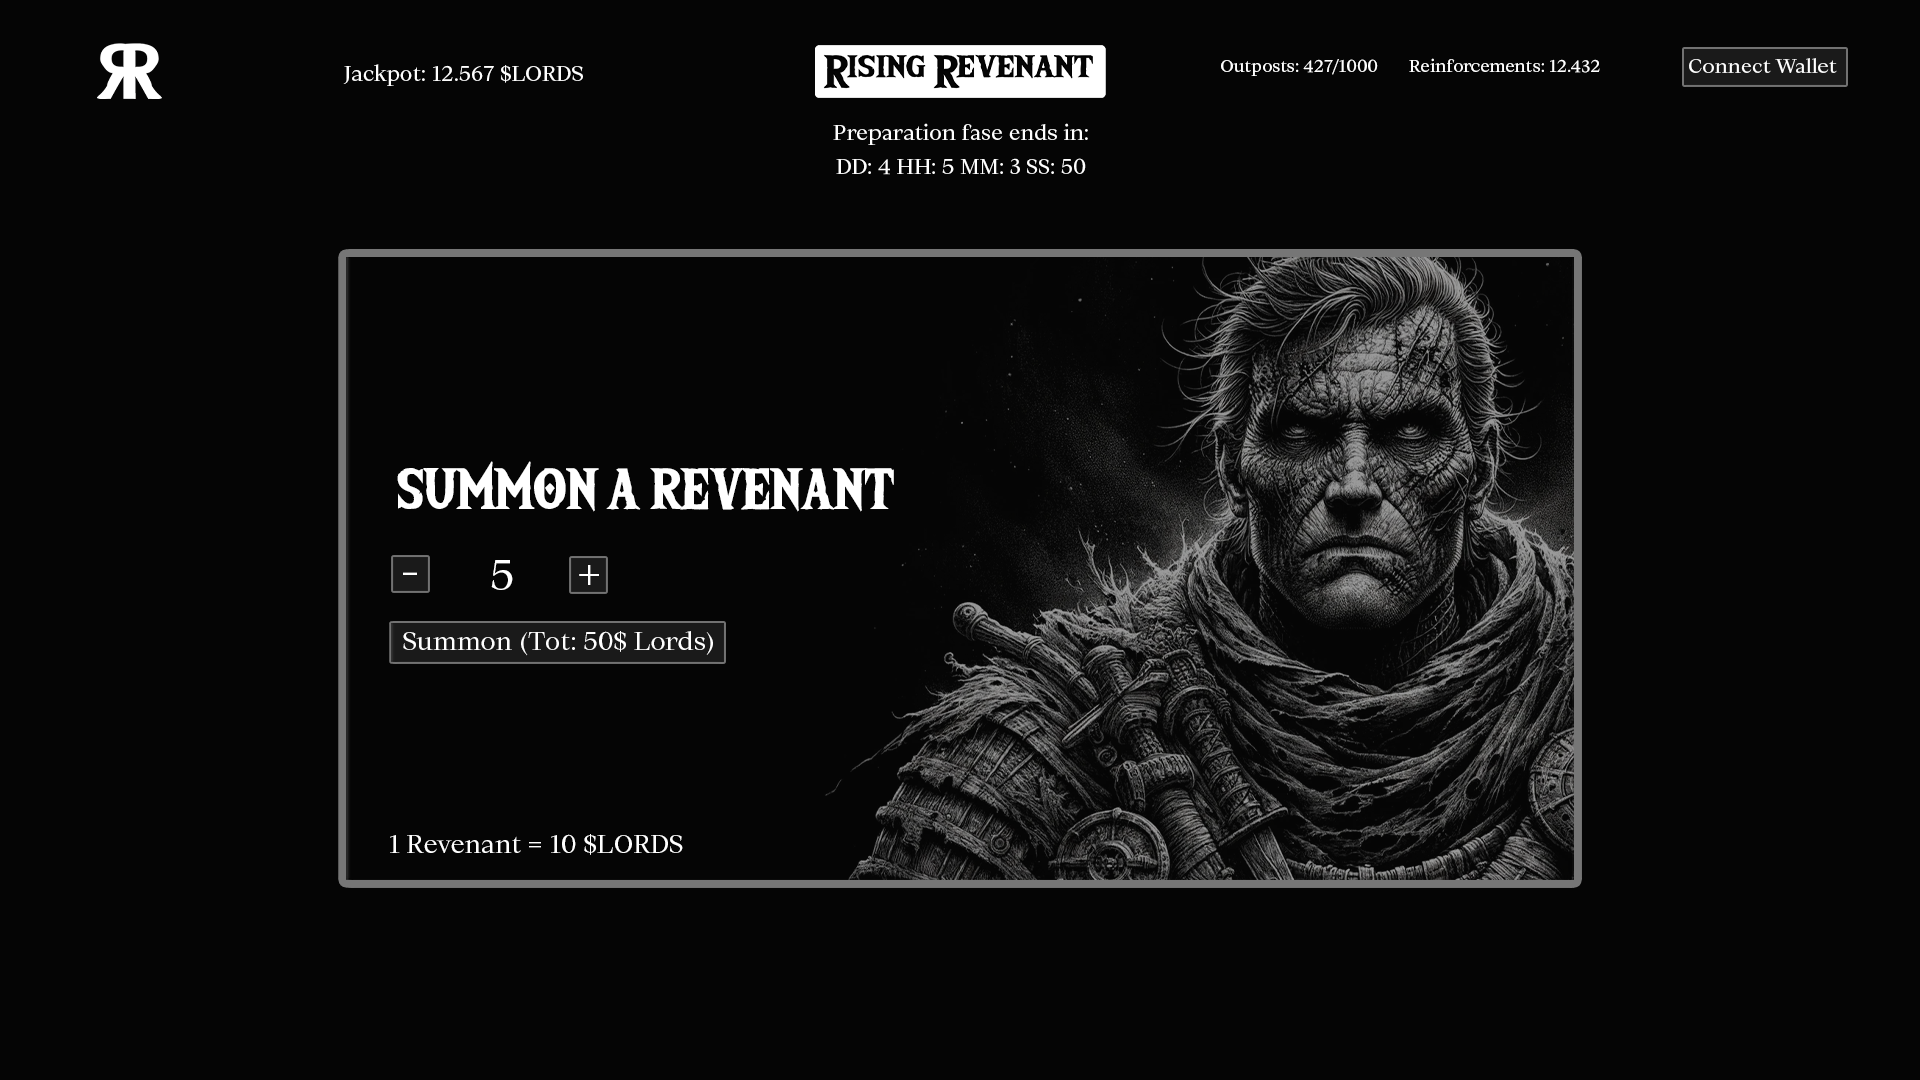 RR
Jackpot: 12.567 $LORDS
RISING REVENANT
Outposts: 427/1000
Reinforcements: 12.432
Connect Wallet
Preparation fase ends in:
DD: 4 HH: 5 MM: 3 SS: 50
SUMMON A REVENANT
- 5 +
Summon (Tot: 50$ Lords)
1 Revenant = 10 $LORDS